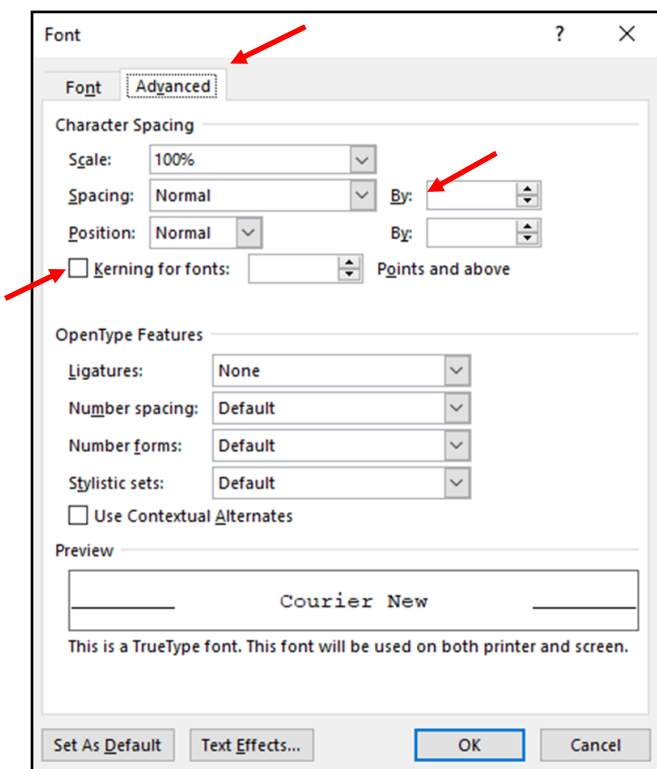 Font ?
Font Advanced
Character Spacing
Scale: 100%
Spacing: Normal By:
Position: Normal By:
Kerning for fonts: Points and above
OpenType Features
Ligatures: None
Number spacing: Default
Number forms: Default
Stylistic sets: Default
Use Contextual Alternates
Preview
Courier New
This is a TrueType font. This font will be used on both printer and screen.
Set As Default Text Effects... OK Cancel